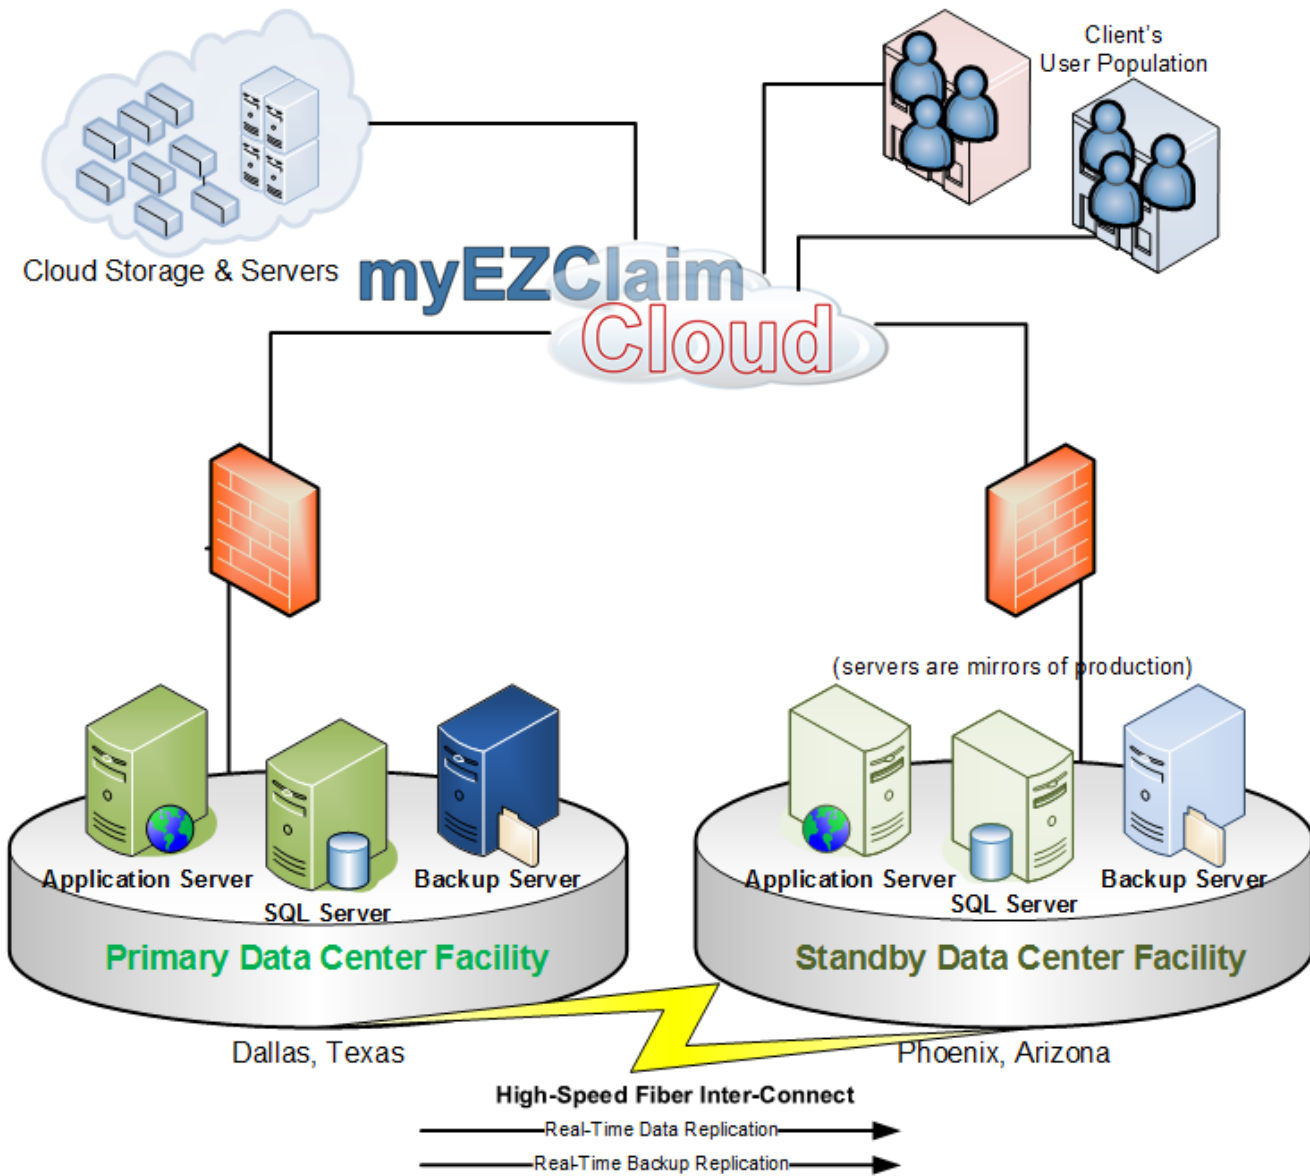 Client's
User Population
Cloud Storage & Servers
myEZClaim
Cloud
(servers are mirrors of production)
Application Server
SQL Server
Backup Server
Primary Data Center Facility
Application Server
SQL Server
Backup Server
Standby Data Center Facility
Dallas, Texas
Phoenix, Arizona
High-Speed Fiber Inter-Connect
Real-Time Data Replication
Real-Time Backup Replication